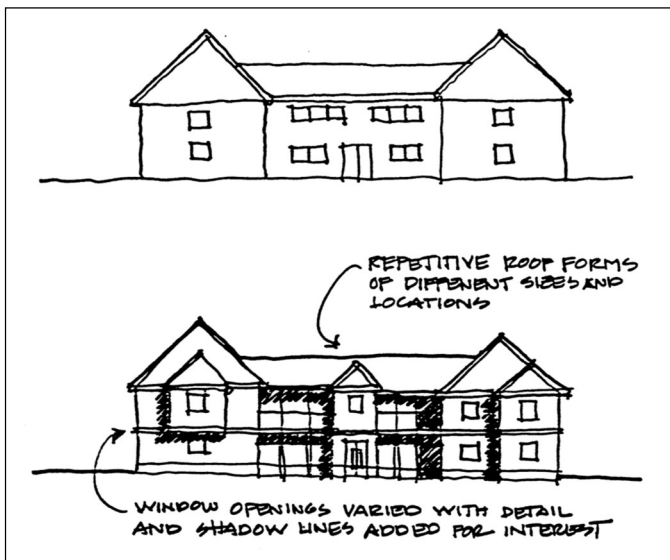 REPETITIVE ROOF FORMS
OF DIFFERENT SIZES AND
LOCATIONS
WINDOW OPENINGS VARIED WITH DETAIL
AND SHADOW LINES ADDED FOR INTEREST